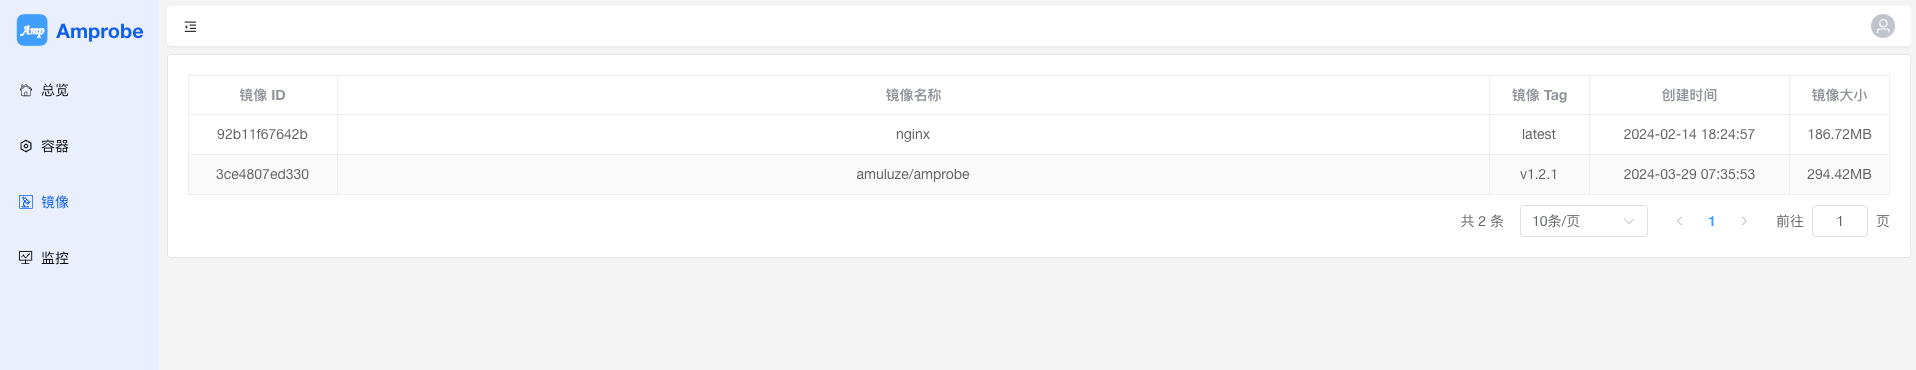 Amp Amprobe
总览
容器
镜像
监控
镜像 ID 镜像名称 镜像 Tag 创建时间 镜像大小
92b11f67642b nginx latest 2024-02-14 18:24:57 186.72MB
3ce4807ed330 amuluze/amprobe v1.2.1 2024-03-29 07:35:53 294.42MB
共 2 条 10条/页 1 前往 1 页